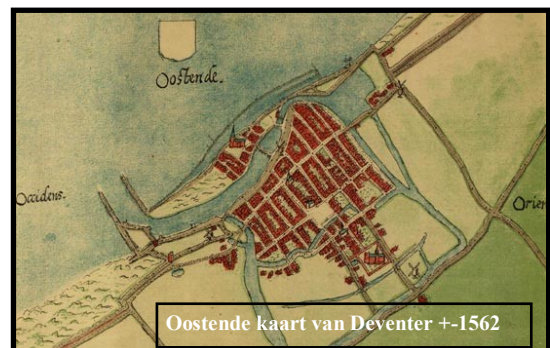 Oostende.
Occidens.
Orien
Oostende kaart van Deventer +-1562